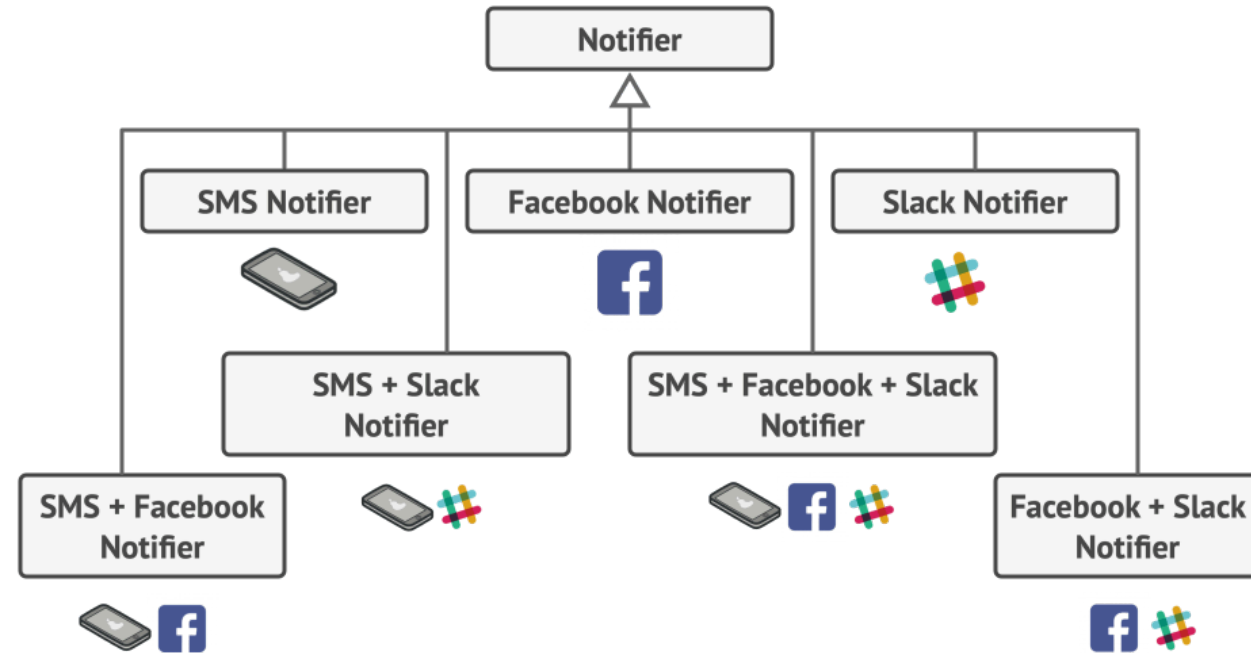 Notifier
SMS Notifier
Facebook Notifier
Slack Notifier
SMS + Slack
Notifier
SMS + Facebook + Slack
Notifier
SMS + Facebook
Notifier
Facebook + Slack
Notifier